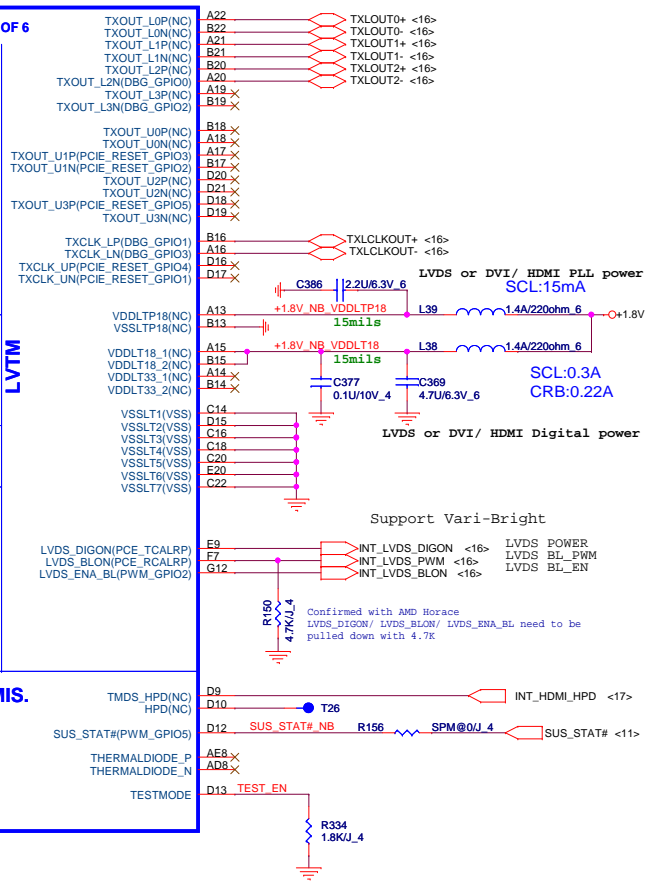 OF 6
TXOUT_L0P(NC) A22 TXLOUT0+ <16>
TXOUT_L0N(NC) B22 TXLOUT0- <16>
TXOUT_L1P(NC) A21 TXLOUT1+ <16>
TXOUT_L1N(NC) B21 TXLOUT1- <16>
TXOUT_L2P(NC) B20 TXLOUT2+ <16>
TXOUT_L2N(DBG_GPIO0) A20 TXLOUT2- <16>
TXOUT_L3P(NC) A19
TXOUT_L3N(DBG_GPIO2) B19
TXOUT_U0P(NC) B18
TXOUT_U0N(NC) A18
TXOUT_U1P(PCIE_RESET_GPIO3) A17
TXOUT_U1N(PCIE_RESET_GPIO2) B17
TXOUT_U2P(NC) D20
TXOUT_U2N(NC) D21
TXOUT_U3P(PCIE_RESET_GPIO5) D18
TXOUT_U3N(NC) D19
TXCLK_LP(DBG_GPIO1) B16 TXLCLKOUT+ <16>
TXCLK_LN(DBG_GPIO3) A16 TXLCLKOUT- <16>
TXCLK_UP(PCIE_RESET_GPIO4) D16
TXCLK_UN(PCIE_RESET_GPIO1) D17
C386 2.2U/6.3V_6
LVDS or DVI/ HDMI PLL power
SCL:15mA
VDDLTP18(NC) A13 +1.8V_NB_VDDLTP18 L39 1.4A/220ohm_6 +1.8V
VSSLTP18(NC) B13 15mils
LVTM
VDDLT18_1(NC) A15 +1.8V_NB_VDDLT18 L38 1.4A/220ohm_6
VDDLT18_2(NC) B15 15mils
VDDLT33_1(NC) A14
VDDLT33_2(NC) B14
C377
0.1U/10V_4
C369
4.7U/6.3V_6
SCL:0.3A
CRB:0.22A
LVDS or DVI/ HDMI Digital power
VSSLT1(VSS) C14
VSSLT2(VSS) D15
VSSLT3(VSS) C16
VSSLT4(VSS) C18
VSSLT5(VSS) C20
VSSLT6(VSS) E20
VSSLT7(VSS) C22
Support Vari-Bright
LVDS_DIGON(PCE_TCALRP) E9 INT_LVDS_DIGON <16> LVDS POWER
LVDS_BLON(PCE_RCALRP) F7 INT_LVDS_PWM <16> LVDS BL_PWM
LVDS_ENA_BL(PWM_GPIO2) G12 INT_LVDS_BLON <16> LVDS BL_EN
R150
4.7K/J_4
Confirmed with AMD Horace
LVDS_DIGON/ LVDS_BLON/ LVDS_ENA_BL need to be
pulled down with 4.7K
MIS.
TMDS_HPD(NC) D9 INT_HDMI_HPD <17>
HPD(NC) D10 T26
SUS_STAT#(PWM_GPIO5) D12 SUS_STAT#_NB R156 SPM@0/J_4 SUS_STAT# <11>
THERMALDIODE_P AE8
THERMALDIODE_N AD8
TESTMODE D13 TEST_EN
R334
1.8K/J_4